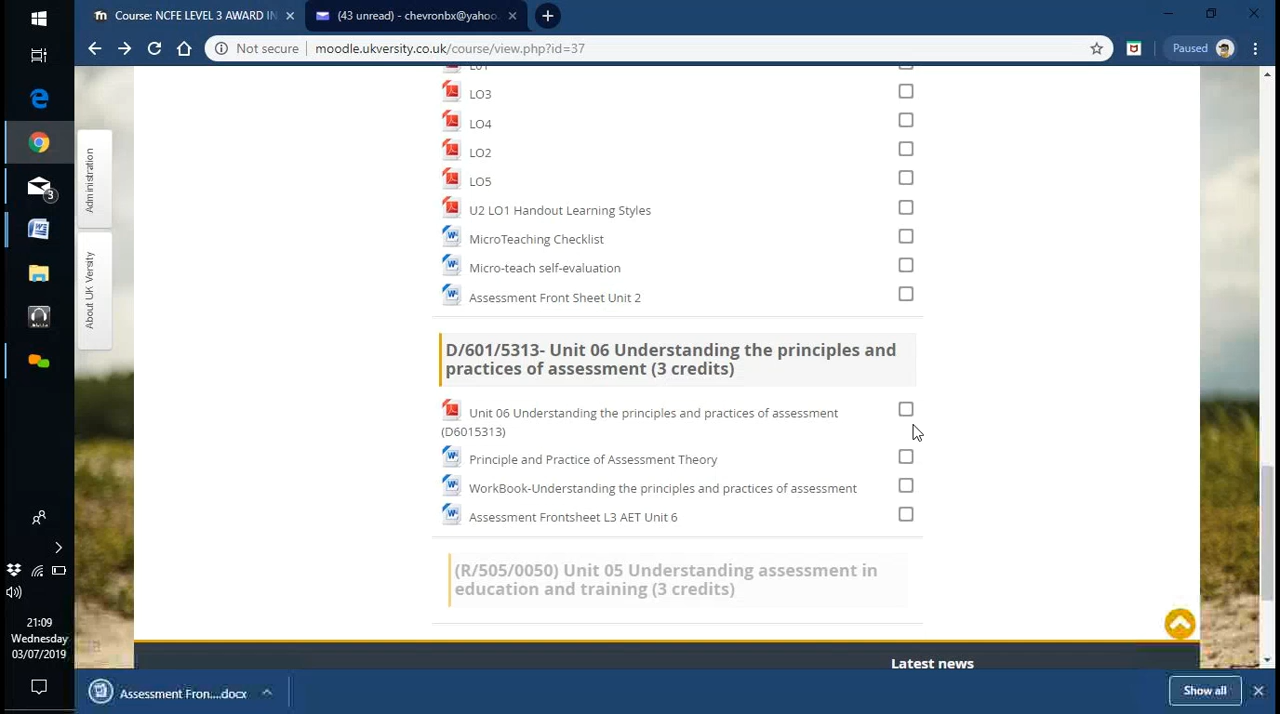 Course: NCFE LEVEL 3 AWARD IN
(43 unread) - chevronbx@yahoo.
Not secure
moodle.ukversity.co.uk/course/view.php?id=37
Paused
Administration
About UK Versity
LO1
LO3
LO4
LO2
LO5
U2 LO1 Handout Learning Styles
MicroTeaching Checklist
Micro-teach self-evaluation
Assessment Front Sheet Unit 2
D/601/5313- Unit 06 Understanding the principles and
practices of assessment (3 credits)
Unit 06 Understanding the principles and practices of assessment
(D6015313)
Principle and Practice of Assessment Theory
WorkBook-Understanding the principles and practices of assessment
Assessment Frontsheet L3 AET Unit 6
(R/505/0050) Unit 05 Understanding assessment in
education and training (3 credits)
Latest news
3
21:09
Wednesday
03/07/2019
Assessment Fron....docx
Show all